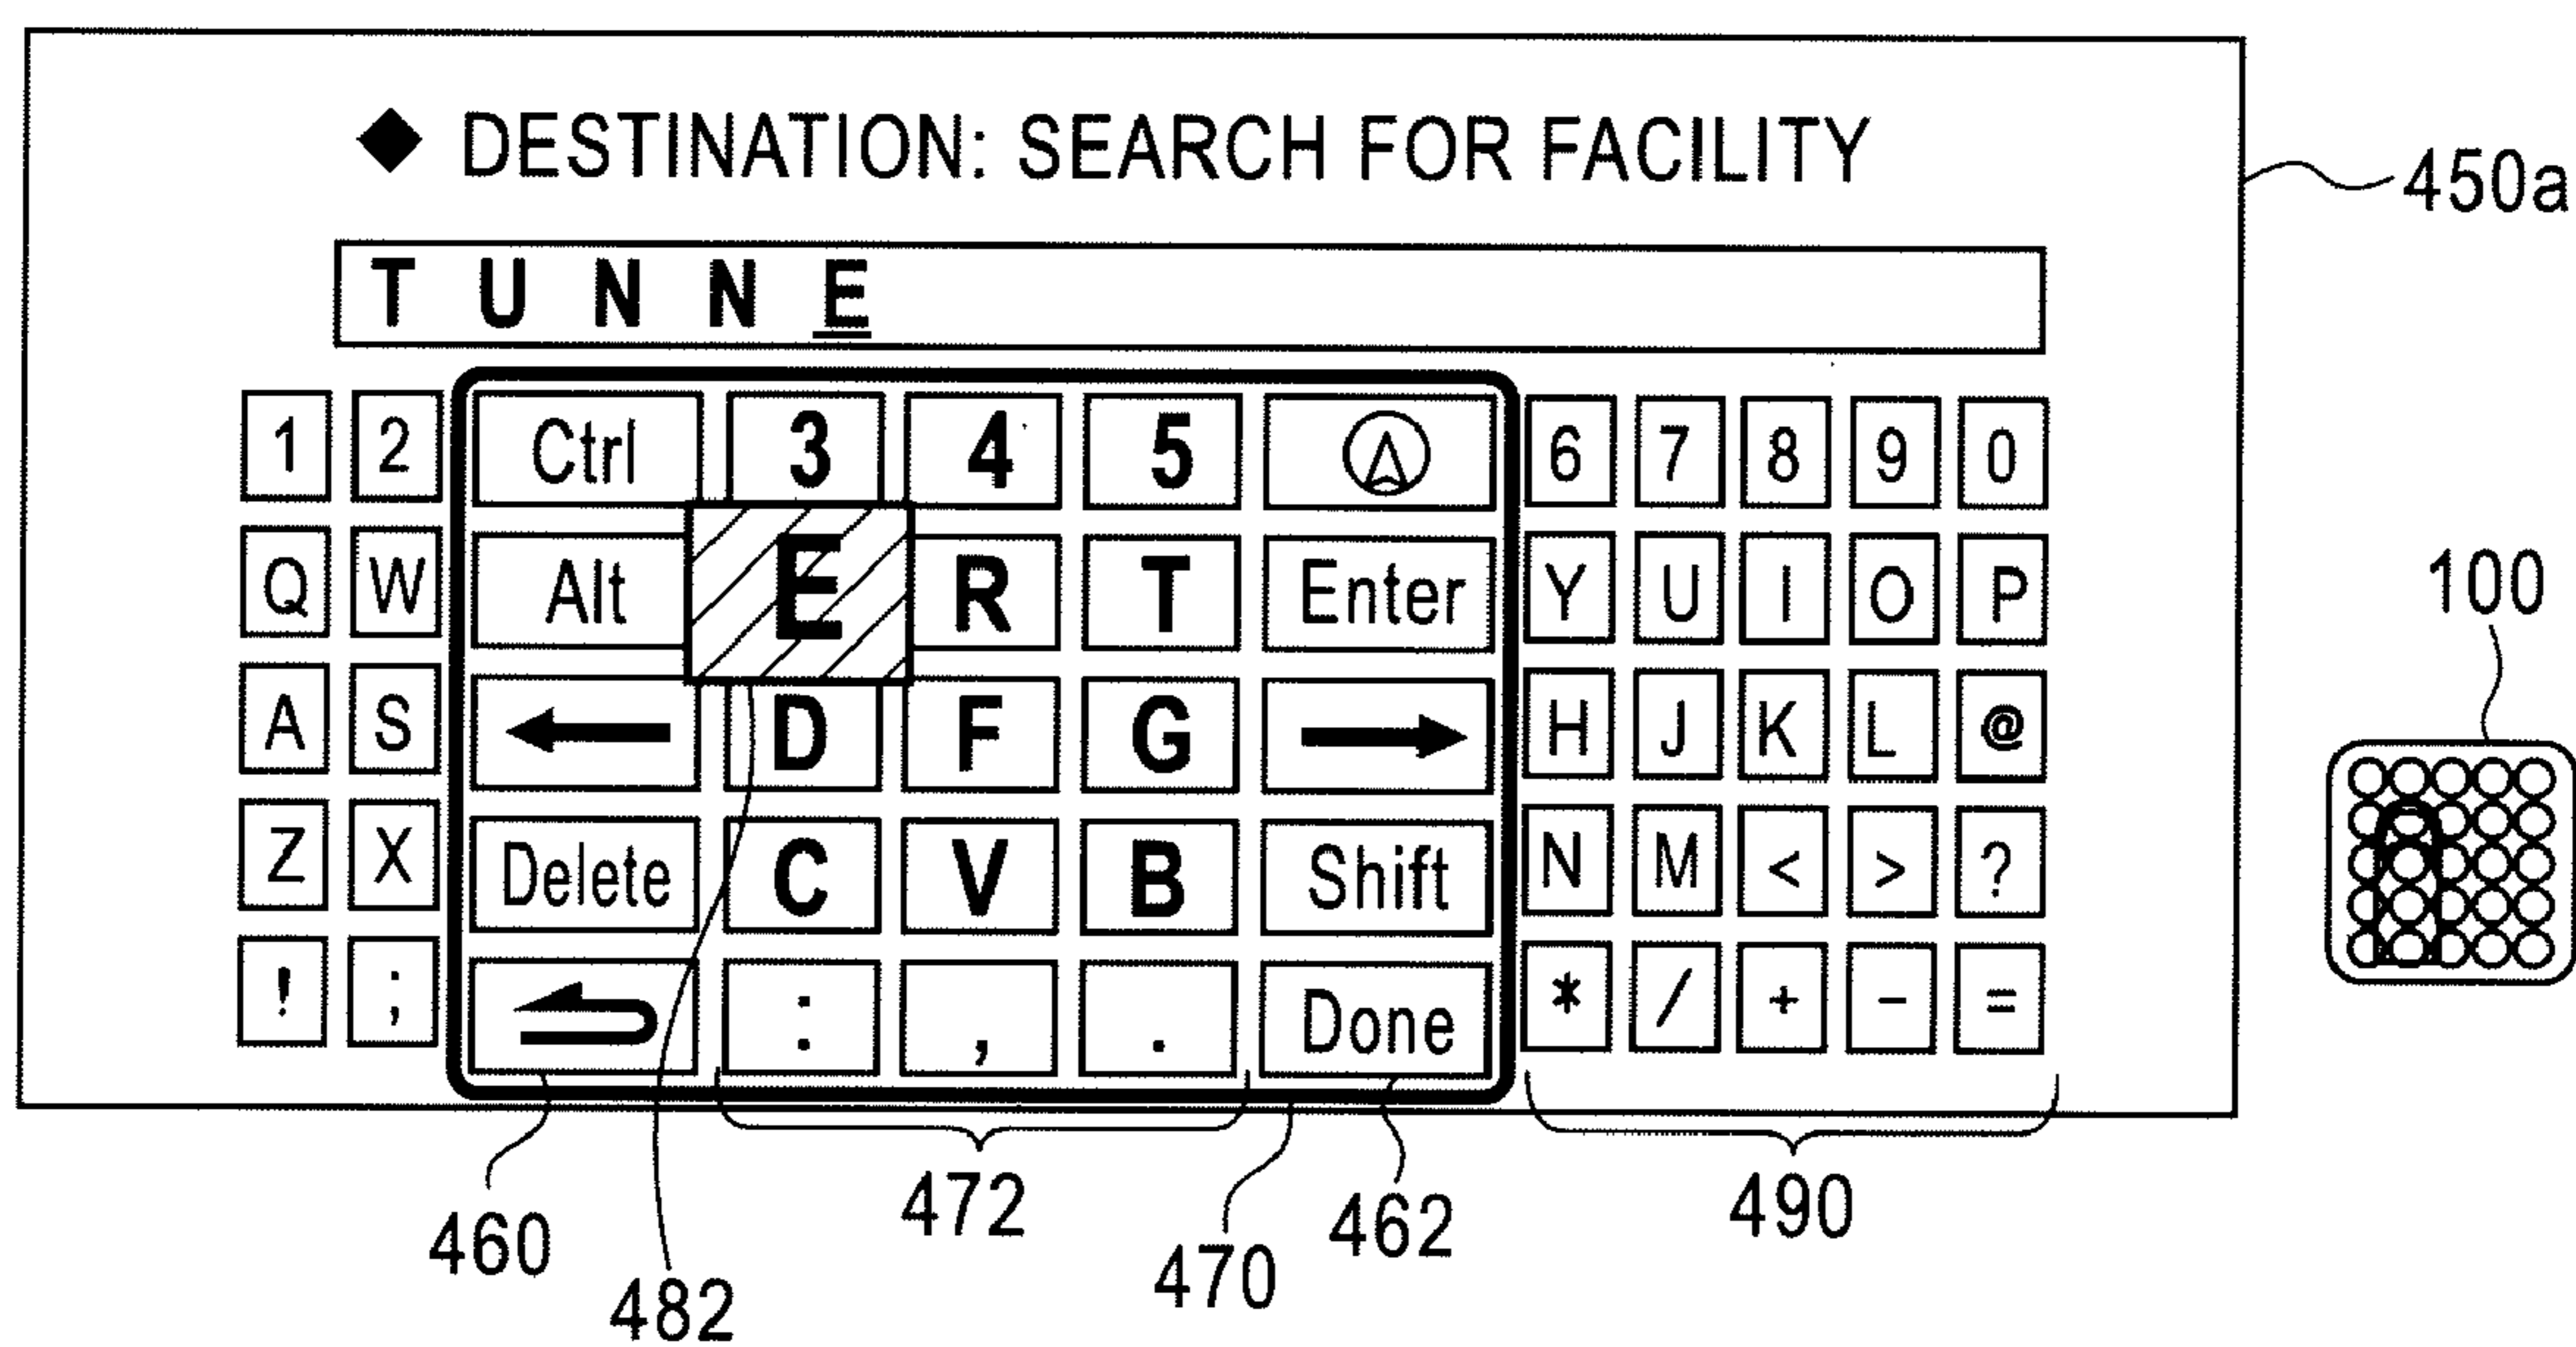 ◆ DESTINATION: SEARCH FOR FACILITY
450a
T U N N E
1 2 Ctrl 3 4 5 6 7 8 9 0
Q W Alt E R T Enter Y U I O P
100
A S ← D F G → H J K L @
Z X Delete C V B Shift N M < > ?
! ; : , . Done * / + - =
460 482 472 470 462 490